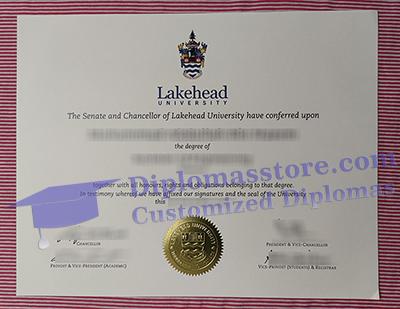 Lakehead
UNIVERSITY
The Senate and Chancellor of Lakehead University have conferred upon
the degree of
Diplomasstore.com
together with all honours, rights and obligations belonging to that degree.
Customized Diplomas
In testimony whereof we have affixed our signatures and the seal of the University
this
CHANCELLOR
PRESIDENT & VICE-CHANCELLOR
PROVOST & VICE-PRESIDENT (ACADEMIC)
VICE-PROVOST (STUDENTS) & REGISTRAR